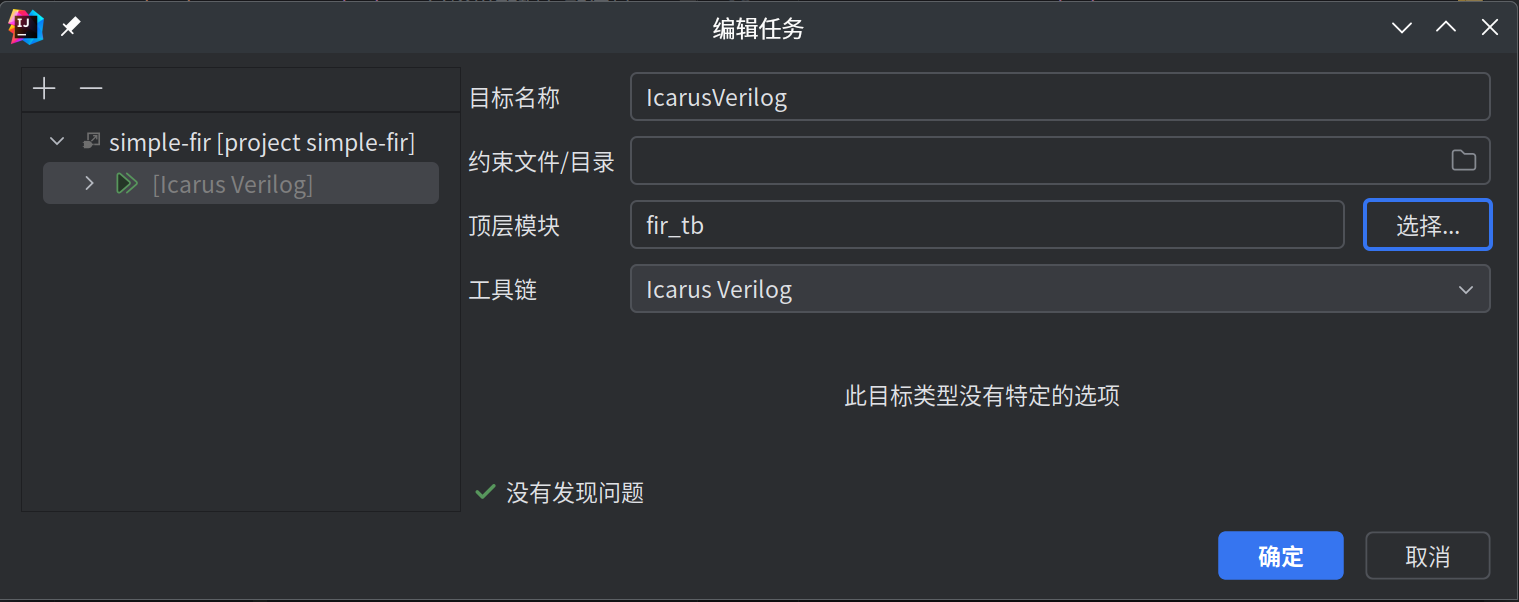 编辑任务
simple-fir [project simple-fir]
[Icarus Verilog]
目标名称 IcarusVerilog
约束文件/目录
顶层模块 fir_tb 选择...
工具链 Icarus Verilog
此目标类型没有特定的选项
没有发现问题
确定 取消